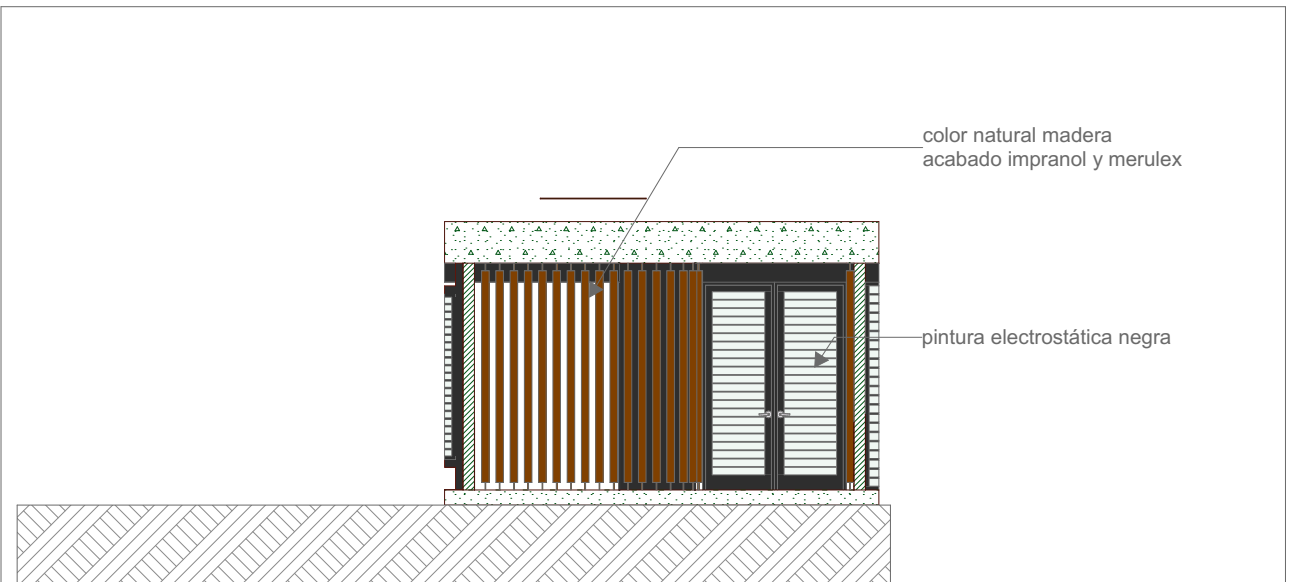 color natural madera
acabado impranol y merulex
pintura electrostática negra